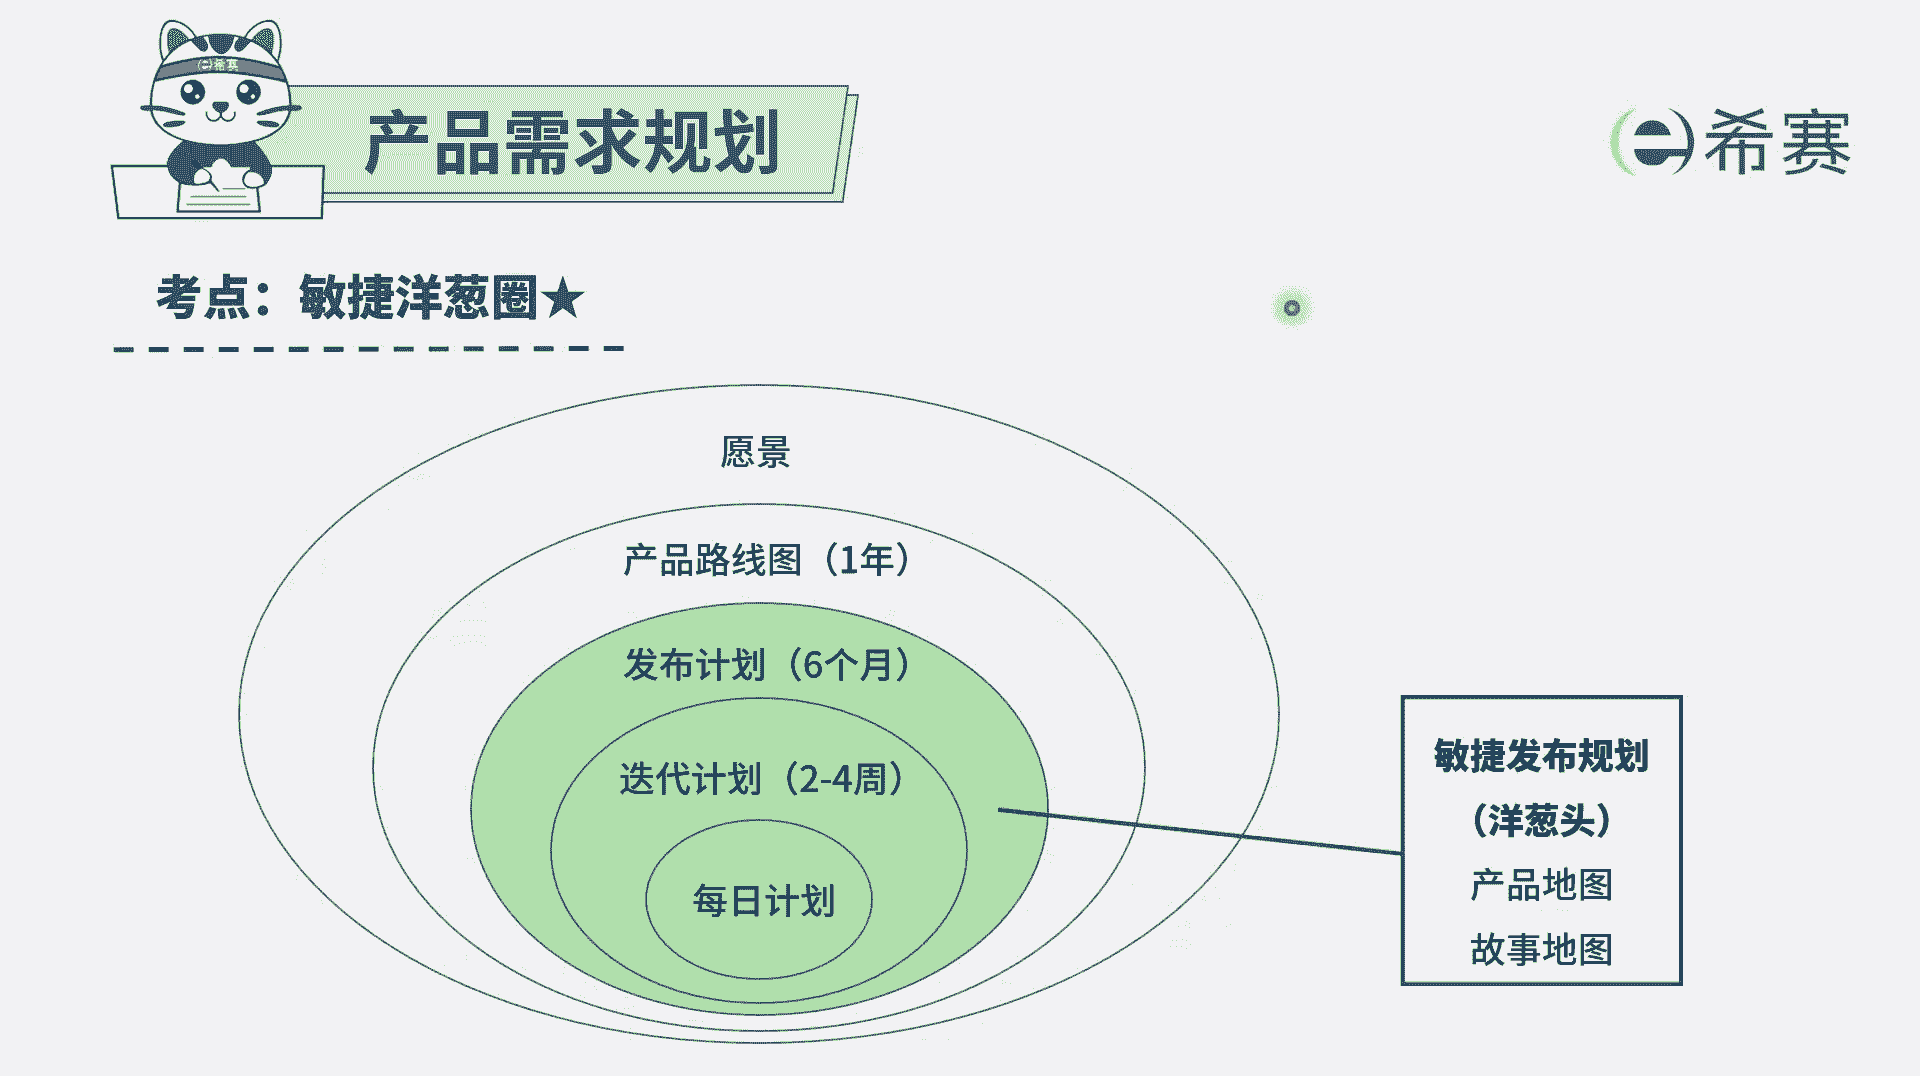 希赛
产品需求规划
希赛
考点：敏捷洋葱圈★
愿景
产品路线图（1年）
发布计划（6个月）
迭代计划（2-4周）
每日计划
敏捷发布规划
（洋葱头）
产品地图
故事地图